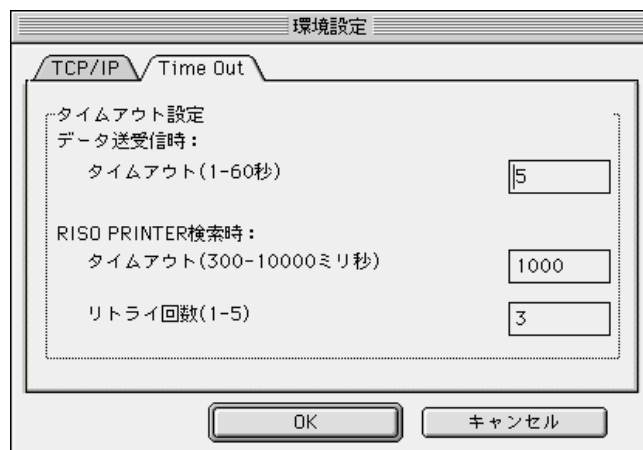 環境設定
TCP/IP
Time Out
タイムアウト設定
データ送受信時：
タイムアウト(1-60秒)
5
RISO PRINTER検索時：
タイムアウト(300-10000ミリ秒)
1000
リトライ回数(1-5)
3
OK
キャンセル